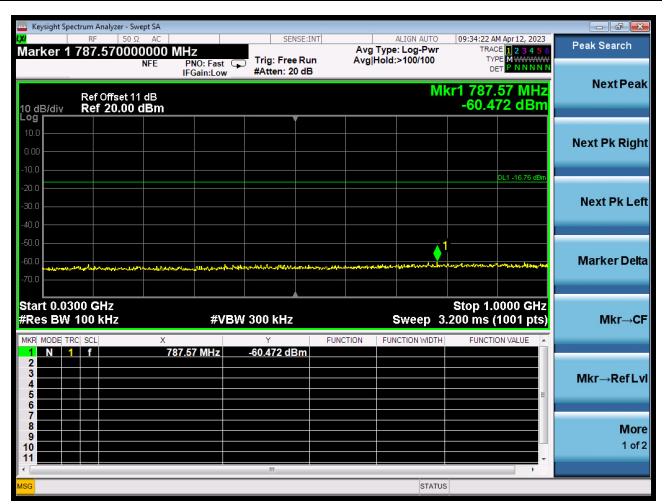 Keysight Spectrum Analyzer - Swept SA
RF 50 Ω AC SENSE:INT ALIGN AUTO 09:34:22 AM Apr 12, 2023
Marker 1 787.570000000 MHz
NFE PNO: Fast IFGain:Low
Trig: Free Run #Atten: 20 dB
Avg Type: Log-Pwr Avg|Hold:>100/100
TRACE 1 2 3 4 5 6
TYPE M
DET P N N N N N
Peak Search
Mkr1 787.57 MHz
-60.472 dBm
Ref Offset 11 dB
10 dB/div Ref 20.00 dBm
Log
10.0
0.00
-10.0
DL1 -16.76 dBm
-20.0
-30.0
-40.0
-50.0
1
-60.0
-70.0
Start 0.0300 GHz Stop 1.0000 GHz
#Res BW 100 kHz #VBW 300 kHz Sweep 3.200 ms (1001 pts)
MKR MODE TRC SCL X Y FUNCTION FUNCTION WIDTH FUNCTION VALUE
1 N 1 f 787.57 MHz -60.472 dBm
2
3
4
5
6
7
8
9
10
11
Next Peak
Next Pk Right
Next Pk Left
Marker Delta
Mkr→CF
Mkr→Ref Lvl
More
1 of 2
MSG STATUS